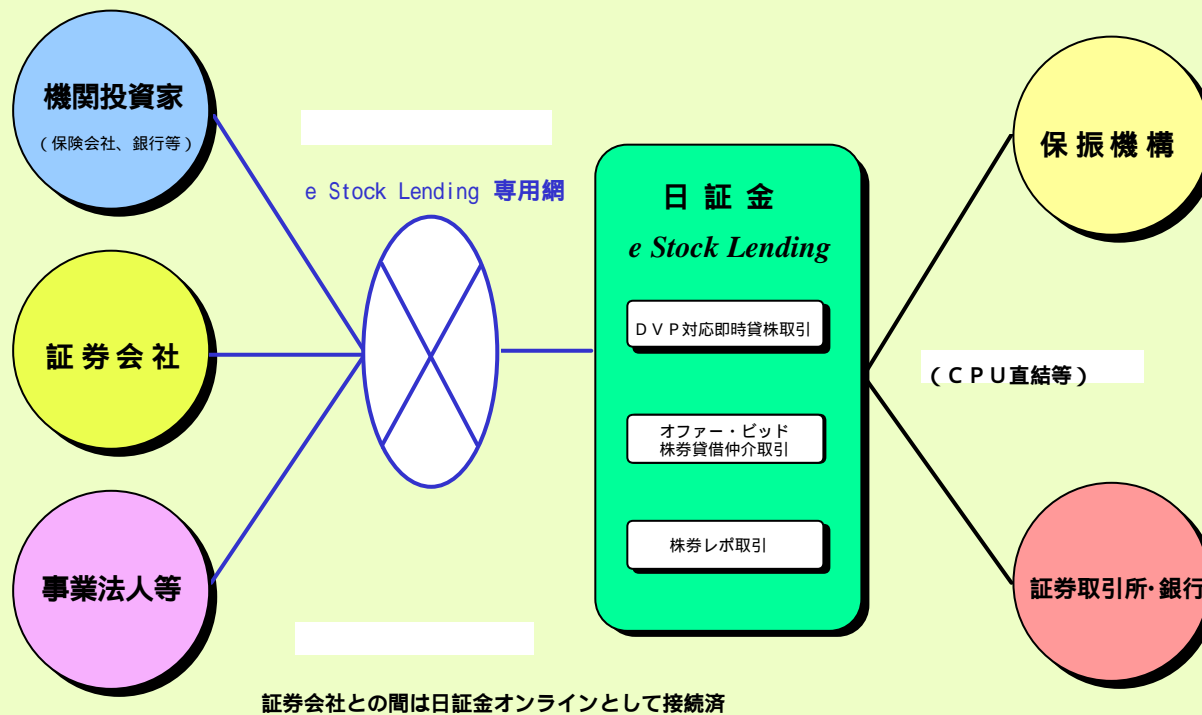 機関投資家
（保険会社、銀行等）
証券会社
事業法人等
e Stock Lending 専用網
日証金
e Stock Lending
ＤＶＰ対応即時貸株取引
オファー・ビッド
株券貸借仲介取引
株券レポ取引
保振機構
（ＣＰＵ直結等）
証券取引所・銀行
証券会社との間は日証金オンラインとして接続済